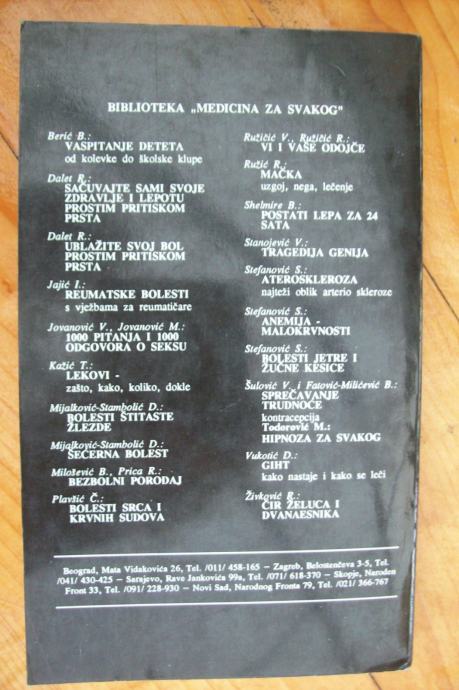 BIBLIOTEKA „MEDICINA ZA SVAKOG"
Berić B.:
VASPITANJE DETETA
od kolevke do školske klupe
Dalet R.:
SAČUVAJTE SAMI SVOJE
ZDRAVLJE I LEPOTU
PROSTIM PRITISKOM
PRSTA
Dalet R.:
UBLAŽITE SVOJ BOL
PROSTIM PRITISKOM
PRSTA
Jajić I.:
REUMATSKE BOLESTI
s vježbama za reumatičare
Jovanović V., Jovanović M.:
1000 PITANJA I 1000
ODGOVORA O SEKSU
Kažić T.:
LEKOVI -
zašto, kako, koliko, dokle
Mijalković-Stambolić D.:
BOLESTI ŠTITASTE
ŽLEZDE
Mijalković-Stambolić D.:
ŠEĆERNA BOLEST
Milošević B., Prica R.:
BEZBOLNI PORODAJ
Plavšić Č.:
BOLESTI SRCA I
KRVNIH SUDOVA
Ružičić V., Ružičić R.:
VI I VAŠE ODOJČE
Ružić R.:
MAČKA
uzgoj, nega, lečenje
Shelmire B.:
POSTATI LEPA ZA 24
SATA
Stanojević V.:
TRAGEDIJA GENIJA
Stefanović S.:
ATEROSKLEROZA
najteži oblik arterio skleroze
Stefanović S.:
ANEMIJA -
MALOKRVNOSTI
Stefanović S.:
BOLESTI JETRE I
ŽUČNE KESICE
Šulović V. i Fatović-Milićević B.:
SPREČAVANJE
TRUDNOĆE
kontracepcija
Todorović M.:
HIPNOZA ZA SVAKOG
Vukotić D.:
GIHT
kako nastaje i kako se leči
Živković R.:
ČIR ŽELUCA I
DVANAESNIKA
Beograd, Mata Vidakovića 26, Tel. /011/ 458-165 — Zagreb, Belostenčeva 3-5, Tel.
/041/ 430-425 — Sarajevo, Rave Jankovića 99a, Tel. /071/ 618-370 — Skopje, Naroden
Front 33, Tel. /091/ 228-930 — Novi Sad, Narodnog Fronta 79, Tel. /021/ 366-767